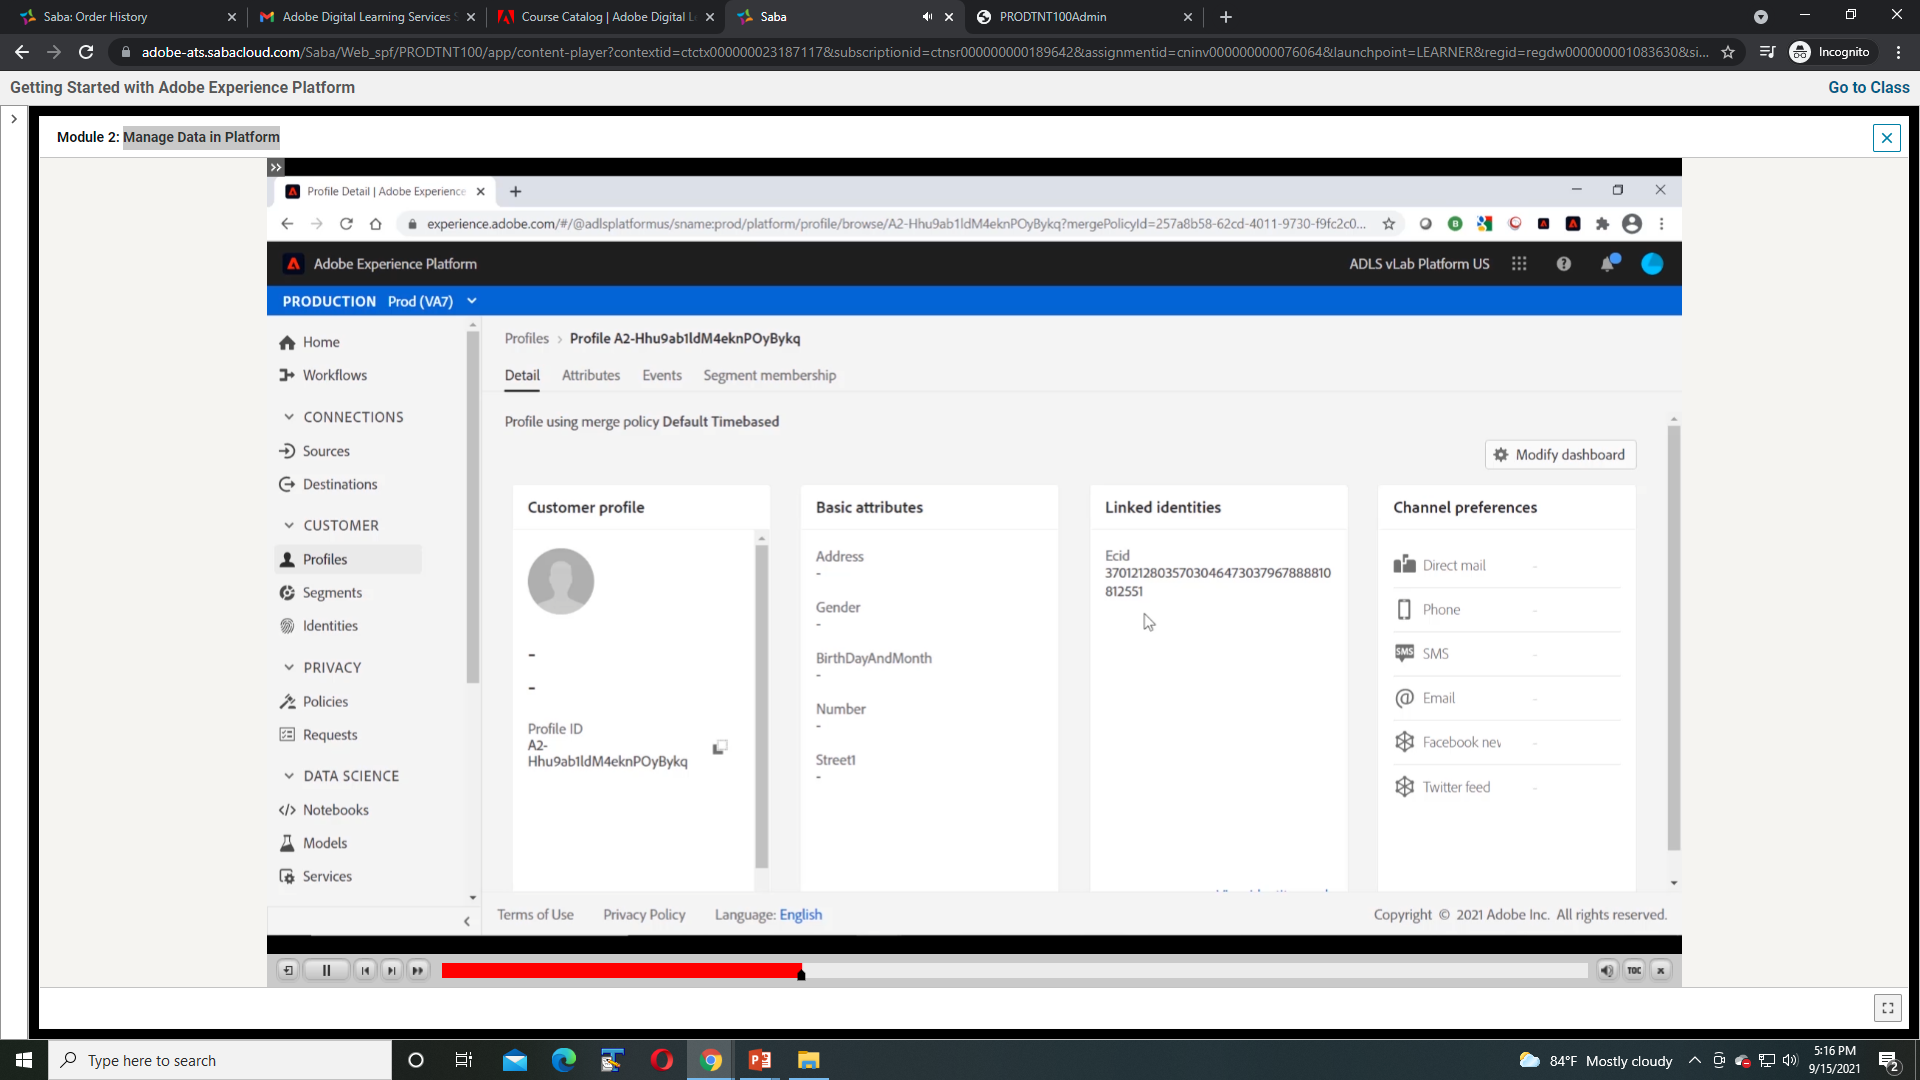 Saba: Order History
Adobe Digital Learning Services S
Course Catalog | Adobe Digital L
Saba
PRODTNT100Admin
adobe-ats.sabacloud.com/Saba/Web_spf/PRODTNT100/app/content-player?contextid=ctctx000000023187117&subscriptionid=ctnsr000000000189642&assignmentid=cninv000000000076064&launchpoint=LEARNER&regid=regdw000000001083630&si...
Incognito
Getting Started with Adobe Experience Platform
Go to Class
Module 2: Manage Data in Platform
Profile Detail | Adobe Experience
experience.adobe.com/#/@adlsplatformus/sname:prod/platform/profile/browse/A2-Hhu9ab1ldM4eknPOyBykq?mergePolicyId=257a8b58-62cd-4011-9730-f9fc2c0...
Adobe Experience Platform
ADLS vLab Platform US
PRODUCTION Prod (VA7)
Home
Workflows
CONNECTIONS
Sources
Destinations
CUSTOMER
Profiles
Segments
Identities
PRIVACY
Policies
Requests
DATA SCIENCE
Notebooks
Models
Services
Profiles > Profile A2-Hhu9ab1ldM4eknPOyBykq
Detail Attributes Events Segment membership
Profile using merge policy Default Timebased
Modify dashboard
Customer profile
-
-
Profile ID
A2-
Hhu9ab1ldM4eknPOyBykq
Basic attributes
Address
-
Gender
-
BirthDayAndMonth
-
Number
-
Street1
-
Linked identities
Ecid
37012128035703046473037967888810
812551
Channel preferences
Direct mail -
Phone -
SMS SMS -
Email -
Facebook nev -
Twitter feed -
Terms of Use Privacy Policy Language: English
Copyright © 2021 Adobe Inc. All rights reserved.
TOC
Type here to search
84°F Mostly cloudy
5:16 PM
9/15/2021
2